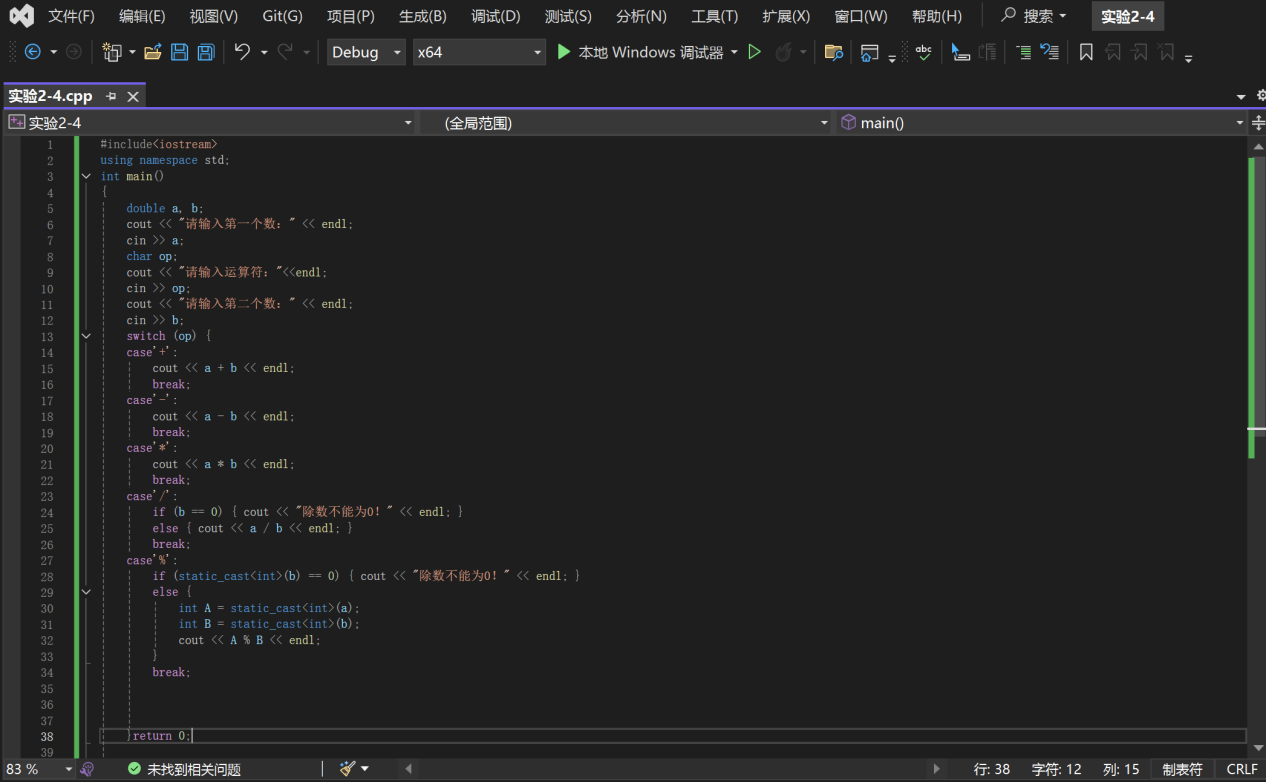 文件(F) 编辑(E) 视图(V) Git(G) 项目(P) 生成(B) 调试(D) 测试(S) 分析(N) 工具(T) 扩展(X) 窗口(W) 帮助(H) 搜索 实验2-4
Debug x64 本地 Windows 调试器 abc
实验2-4.cpp
实验2-4 (全局范围) main()
1 #include<iostream>
2 using namespace std;
3 int main()
4 {
5 double a, b;
6 cout << "请输入第一个数：" << endl;
7 cin >> a;
8 char op;
9 cout << "请输入运算符："<<endl;
10 cin >> op;
11 cout << "请输入第二个数：" << endl;
12 cin >> b;
13 switch (op) {
14 case'+':
15 cout << a + b << endl;
16 break;
17 case'-':
18 cout << a - b << endl;
19 break;
20 case'*':
21 cout << a * b << endl;
22 break;
23 case'/':
24 if (b == 0) { cout << "除数不能为0！" << endl; }
25 else { cout << a / b << endl; }
26 break;
27 case'%':
28 if (static_cast<int>(b) == 0) { cout << "除数不能为0！" << endl; }
29 else {
30 int A = static_cast<int>(a);
31 int B = static_cast<int>(b);
32 cout << A % B << endl;
33 }
34 break;
35
36
37
38 }return 0;
39
83 % 未找到相关问题 行: 38 字符: 12 列: 15 制表符 CRLF